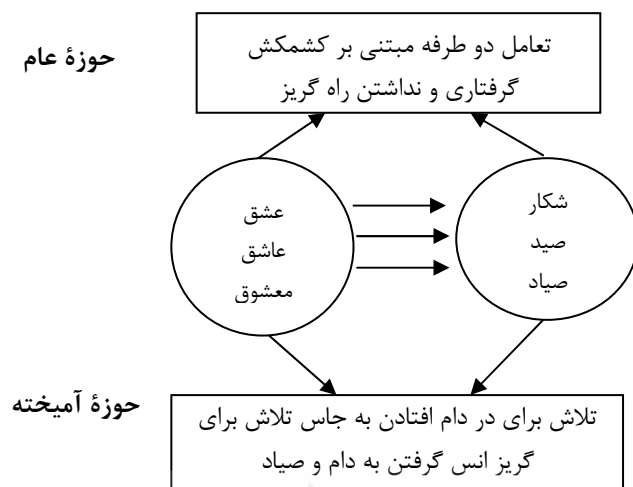 حوزهٔ عام
تعامل دو طرفه مبتنی بر کشمکش
گرفتاری و نداشتن راه گریز
شکار
صید
صیاد
عشق
عاشق
معشوق
حوزهٔ آمیخته
تلاش برای در دام افتادن به جاس تلاش برای
گریز انس گرفتن به دام و صیاد